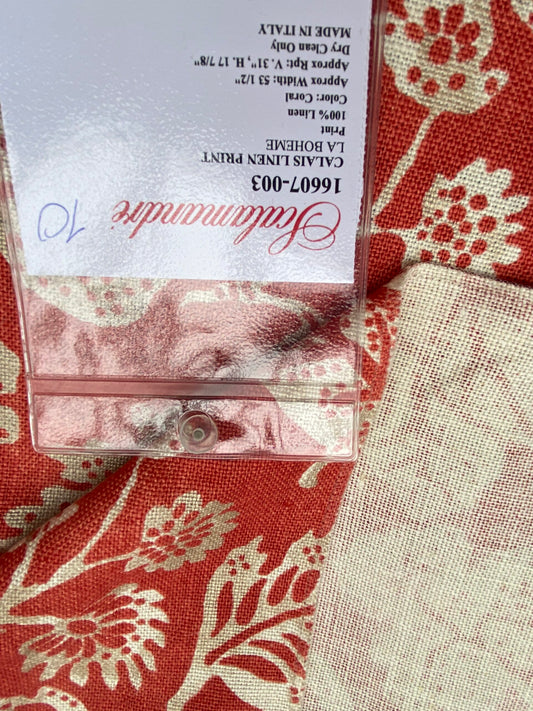 Scalamandré
16607-003
CALAIS LINEN PRINT
LA BOHEME
Print
100% Linen
Color: Coral
Approx Width: 53 1/2"
Approx Rpt: V. 31", H. 17 7/8"
Dry Clean Only
MADE IN ITALY
10